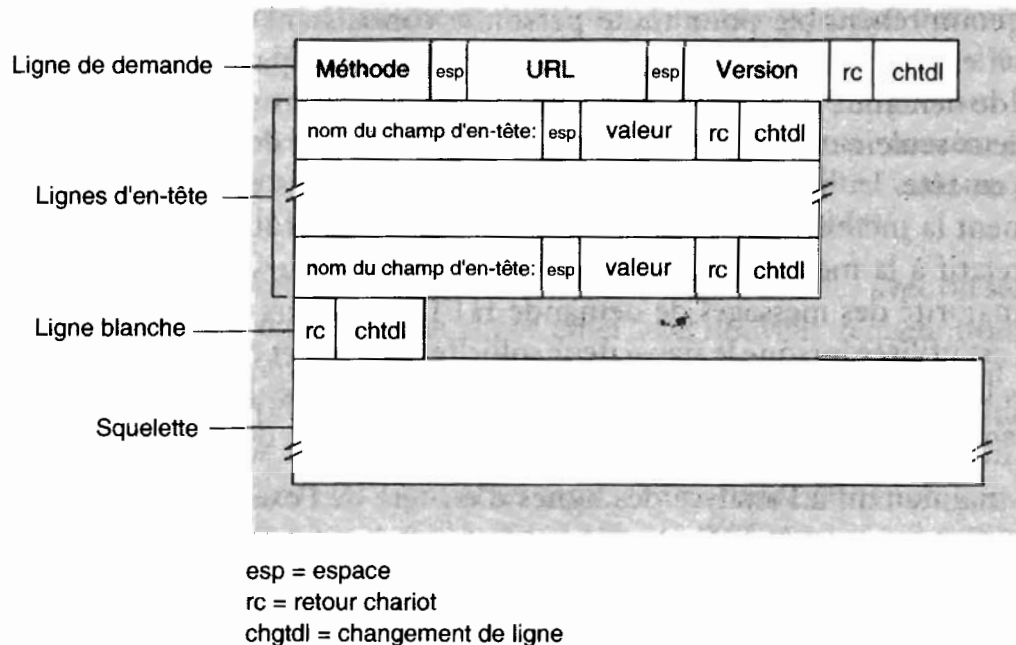 Ligne de demande Méthode esp URL esp Version rc chtdl
nom du champ d'en-tête: esp valeur rc chtdl
Lignes d'en-tête
nom du champ d'en-tête: esp valeur rc chtdl
Ligne blanche rc chtdl
Squelette
esp = espace
rc = retour chariot
chgtdl = changement de ligne